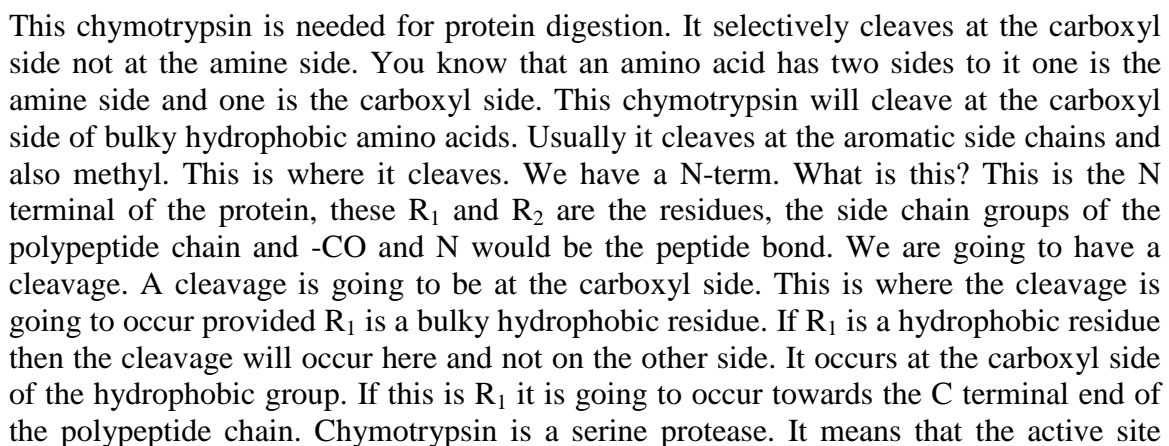 This chymotrypsin is needed for protein digestion. It selectively cleaves at the carboxyl
side not at the amine side. You know that an amino acid has two sides to it one is the
amine side and one is the carboxyl side. This chymotrypsin will cleave at the carboxyl
side of bulky hydrophobic amino acids. Usually it cleaves at the aromatic side chains and
also methyl. This is where it cleaves. We have a N-term. What is this? This is the N
terminal of the protein, these R₁ and R₂ are the residues, the side chain groups of the
polypeptide chain and -CO and N would be the peptide bond. We are going to have a
cleavage. A cleavage is going to be at the carboxyl side. This is where the cleavage is
going to occur provided R₁ is a bulky hydrophobic residue. If R₁ is a hydrophobic residue
then the cleavage will occur here and not on the other side. It occurs at the carboxyl side
of the hydrophobic group. If this is R₁ it is going to occur towards the C terminal end of
the polypeptide chain. Chymotrypsin is a serine protease. It means that the active site